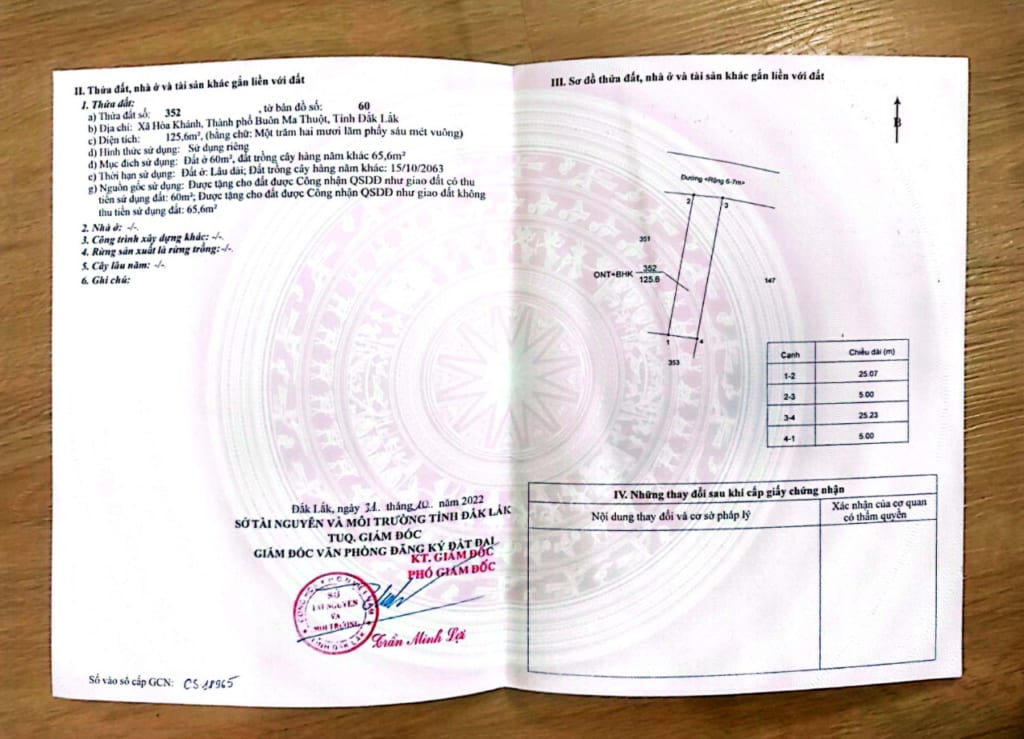 II. Thửa đất, nhà ở và tài sản khác gắn liền với đất
1. Thửa đất:
a) Thửa đất số: 352 , tờ bản đồ số: 60
b) Địa chỉ: Xã Hòa Khánh, Thành phố Buôn Ma Thuột, Tỉnh Đắk Lắk
c) Diện tích: 125,6m², (bằng chữ: Một trăm hai mươi lăm phẩy sáu mét vuông)
d) Hình thức sử dụng: Sử dụng riêng
đ) Mục đích sử dụng: Đất ở 60m², đất trồng cây hàng năm khác 65,6m²
e) Thời hạn sử dụng: Đất ở: Lâu dài; Đất trồng cây hàng năm khác: 15/10/2063
g) Nguồn gốc sử dụng: Được tặng cho đất được Công nhận QSDĐ như giao đất có thu
tiền sử dụng đất: 60m²; Được tặng cho đất được Công nhận QSDĐ như giao đất không
thu tiền sử dụng đất: 65,6m²
2. Nhà ở: -/-.
3. Công trình xây dựng khác: -/-.
4. Rừng sản xuất là rừng trồng:-/-.
5. Cây lâu năm: -/-.
6. Ghi chú:
Đắk Lắk, ngày 31 tháng 10 năm 2022
SỞ TÀI NGUYÊN VÀ MÔI TRƯỜNG TỈNH ĐẮK LẮK
TUQ. GIÁM ĐỐC
GIÁM ĐỐC VĂN PHÒNG ĐĂNG KÝ ĐẤT ĐAI
KT. GIÁM ĐỐC
PHÓ GIÁM ĐỐC
SỞ
TÀI NGUYÊN
VÀ
MÔI TRƯỜNG
TỈNH ĐẮK LẮK
Trần Minh Lợi
Số vào sổ cấp GCN: CS 18965
III. Sơ đồ thửa đất, nhà ở và tài sản khác gắn liền với đất
B
Đường <Rộng 6-7m>
2
3
351
ONT+BHK 352
125.6
147
1
4
353
Cạnh Chiều dài (m)
1-2 25.07
2-3 5.00
3-4 25.23
4-1 5.00
IV. Những thay đổi sau khi cấp giấy chứng nhận
Nội dung thay đổi và cơ sở pháp lý
Xác nhận của cơ quan
có thẩm quyền